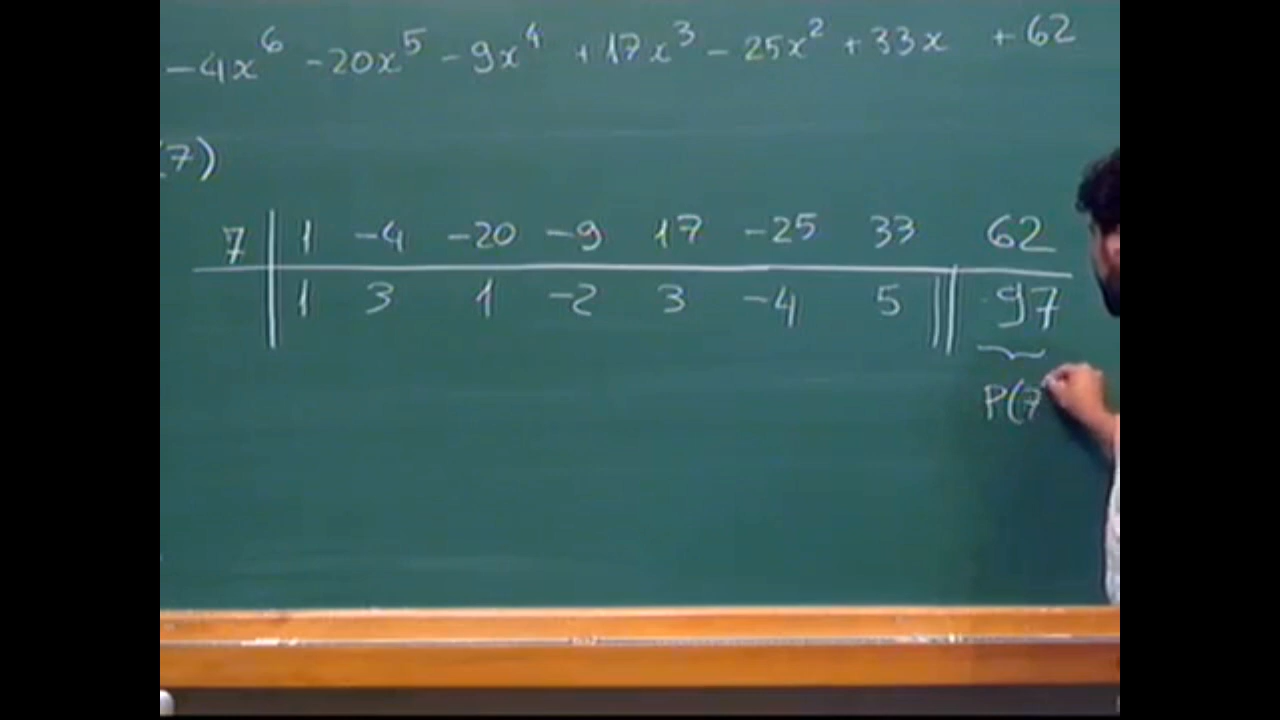 -4x⁶ -20x⁵ -9x⁴ +17x³ -25x² +33x +62
(7)
7 | 1 -4 -20 -9 17 -25 33 62
1 3 1 -2 3 -4 5 || 97
P(7